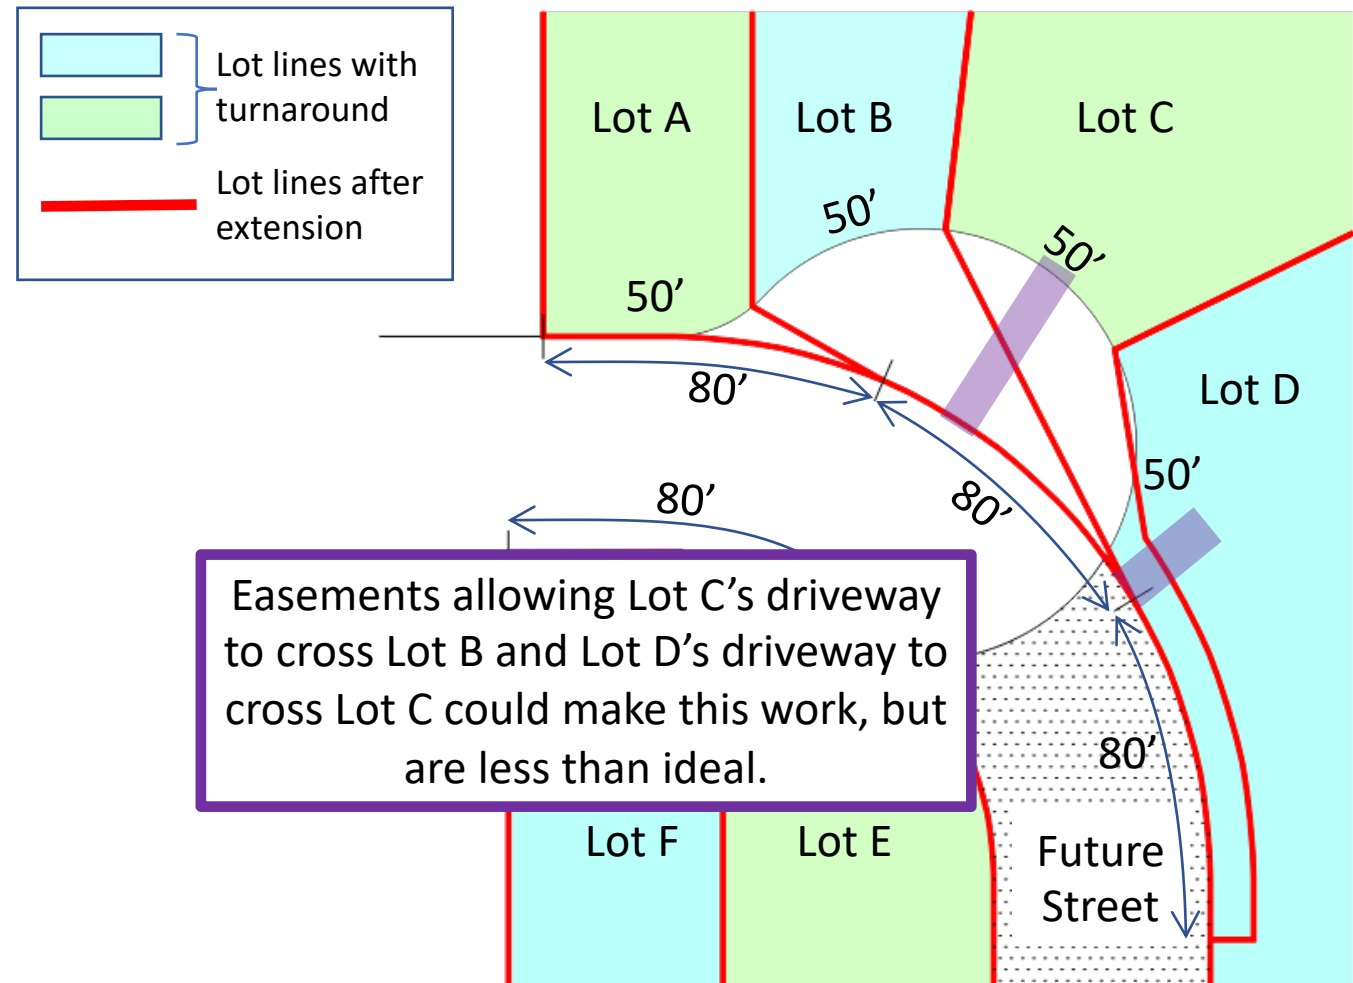 Lot lines with
turnaround
Lot lines after
extension
Lot A
Lot B
Lot C
50’
50’
50’
80’
Lot D
50’
80’
80’
Easements allowing Lot C’s driveway
to cross Lot B and Lot D’s driveway to
cross Lot C could make this work, but
are less than ideal.
80’
Lot F
Lot E
Future
Street